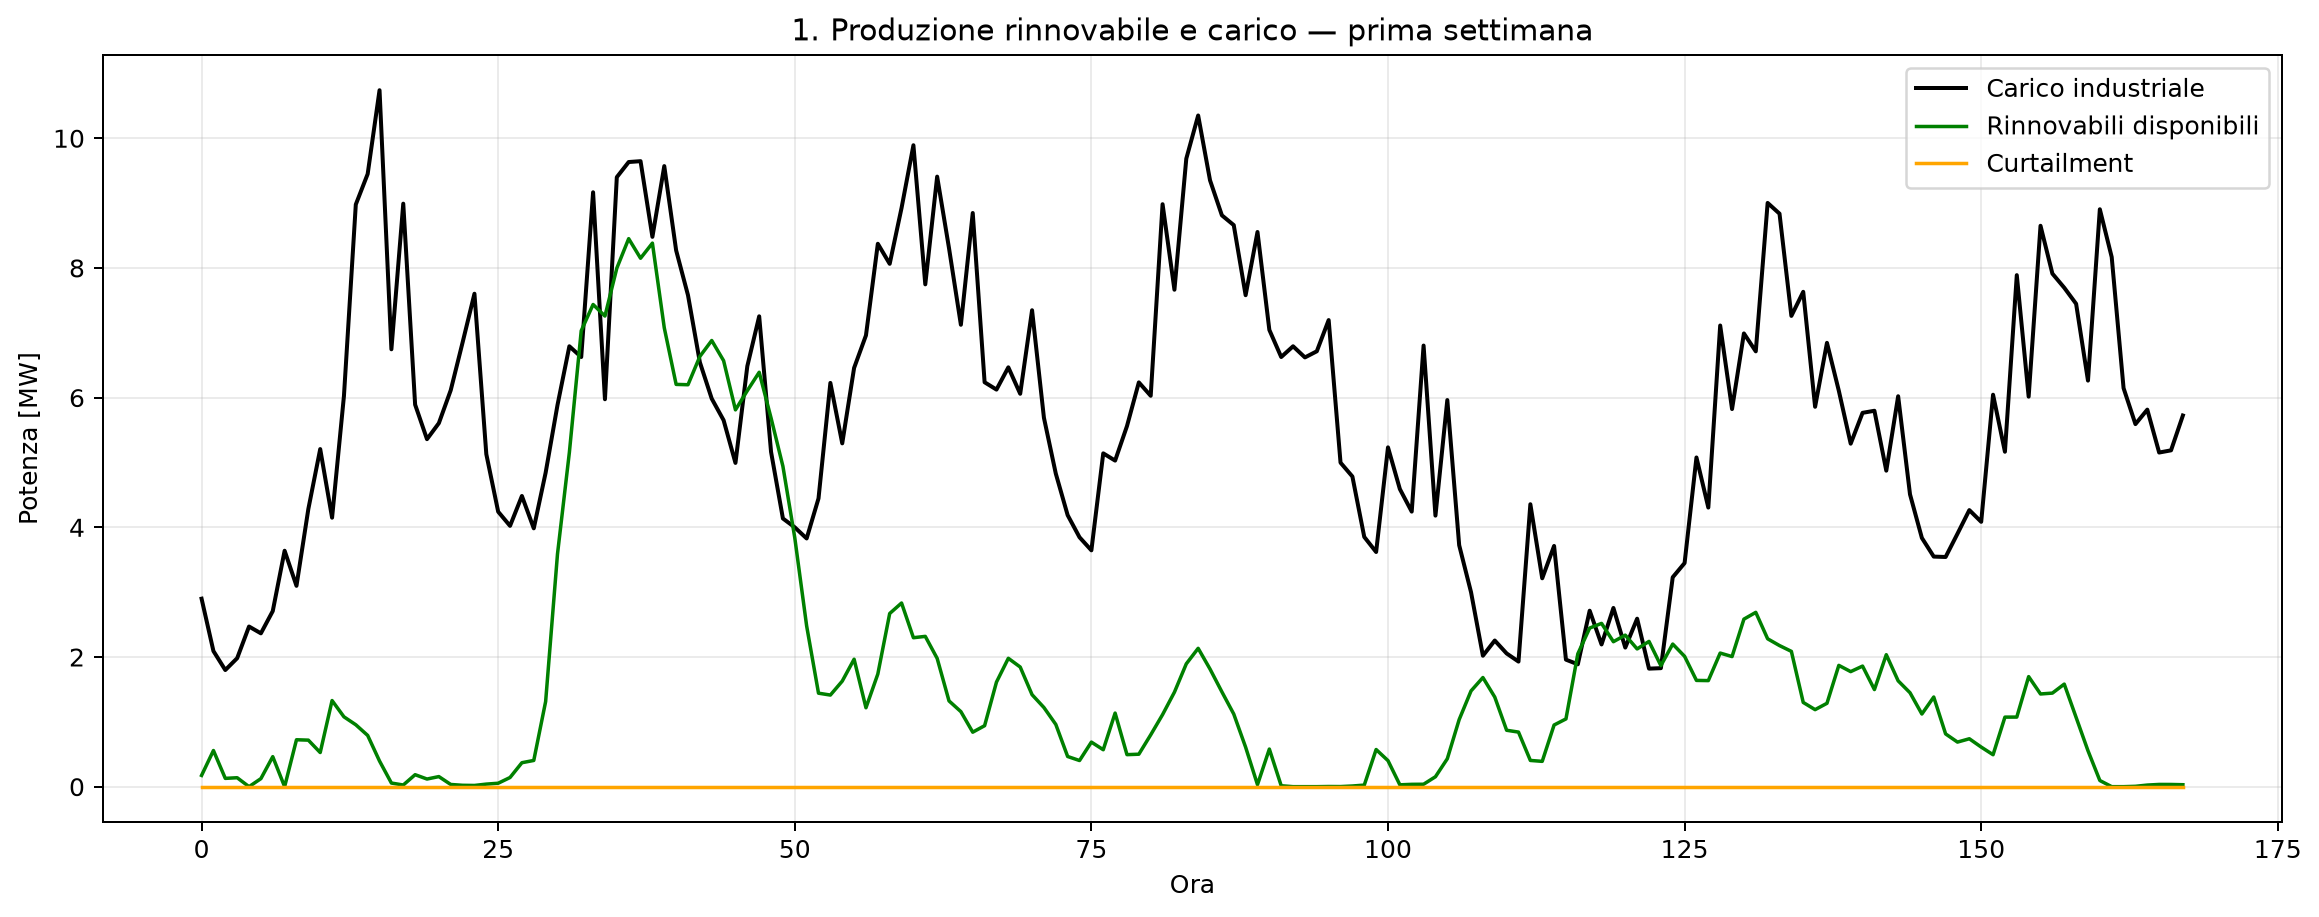 1. Produzione rinnovabile e carico — prima settimana
Carico industriale
Rinnovabili disponibili
Curtailment
Potenza [MW]
10
8
6
4
2
0
0 25 50 75 100 125 150 175
Ora